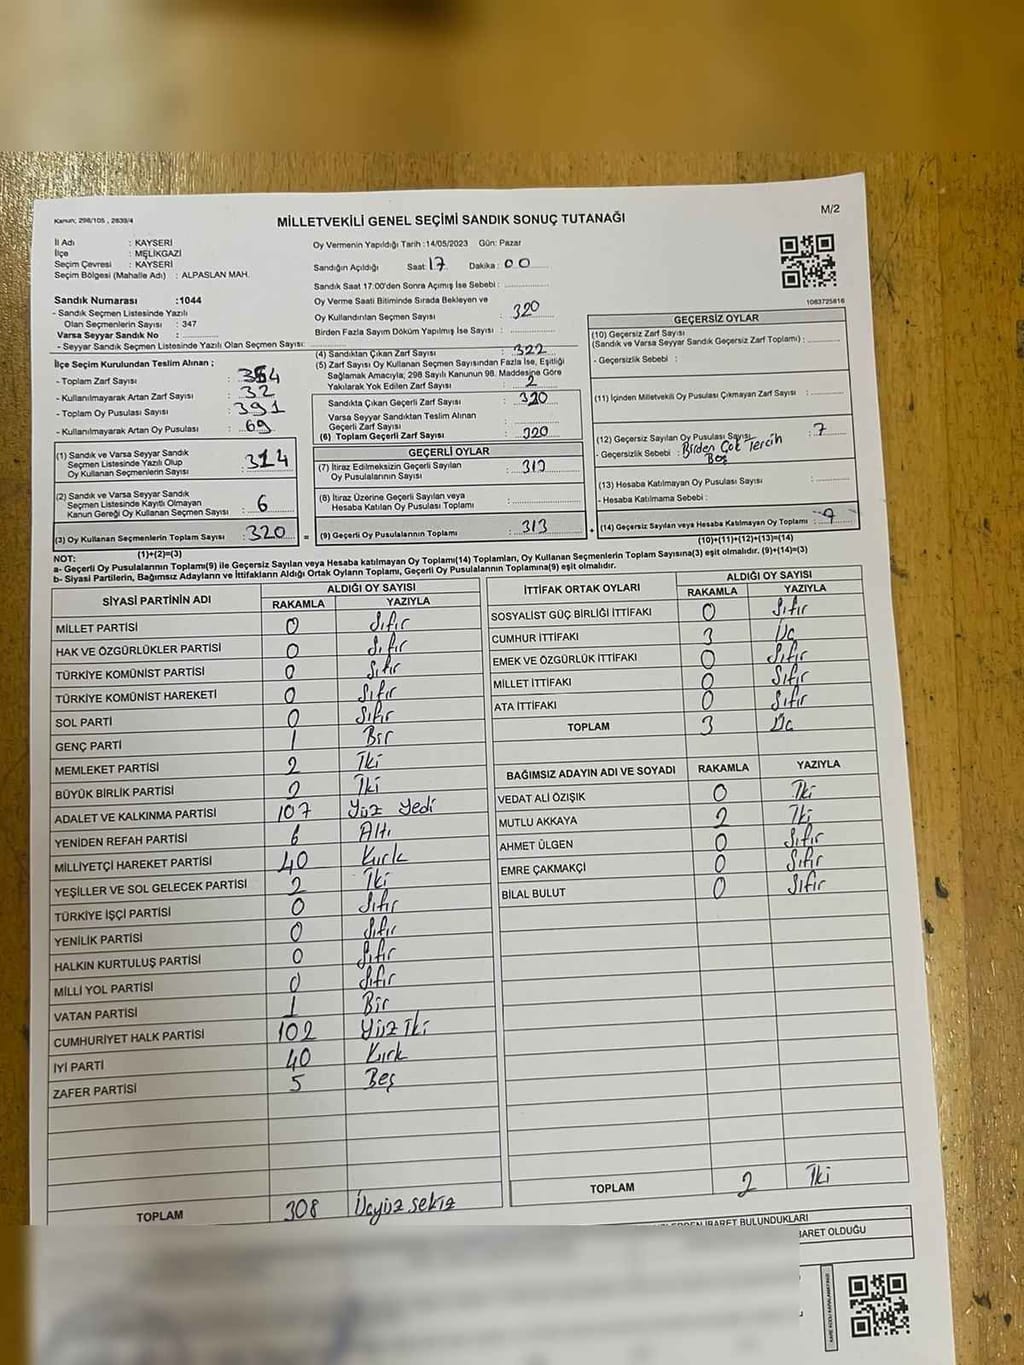 Kanun; 298/105 , 2839/4
MİLLETVEKİLİ GENEL SEÇİMİ SANDIK SONUÇ TUTANAĞI
M/2
İl Adı : KAYSERİ
İlçe : MELİKGAZİ
Seçim Çevresi : KAYSERİ
Seçim Bölgesi (Mahalle Adı) : ALPASLAN MAH.
Sandık Numarası :1044
- Sandık Seçmen Listesinde Yazılı
Olan Seçmenlerin Sayısı : 347
Varsa Seyyar Sandık No :
- Seyyar Sandık Seçmen Listesinde Yazılı Olan Seçmen Sayısı:
Oy Vermenin Yapıldığı Tarih :14/05/2023 Gün: Pazar
Sandığın Açıldığı Saat: 17 Dakika : 00
Sandık Saat 17:00'den Sonra Açılmış İse Sebebi :
Oy Verme Saati Bitiminde Sırada Bekleyen ve
Oy Kullandırılan Seçmen Sayısı : 320
Birden Fazla Sayım Döküm Yapılmış İse Sayısı :
1083725816
İlçe Seçim Kurulundan Teslim Alınan ;
- Toplam Zarf Sayısı : 354
- Kullanılmayarak Artan Zarf Sayısı : 32
- Toplam Oy Pusulası Sayısı : 391
- Kullanılmayarak Artan Oy Pusulası : 69
(1) Sandık ve Varsa Seyyar Sandık
Seçmen Listesinde Yazılı Olup
Oy Kullanan Seçmenlerin Sayısı : 314
(2) Sandık ve Varsa Seyyar Sandık
Seçmen Listesinde Kayıtlı Olmayan
Kanun Gereği Oy Kullanan Seçmen Sayısı : 6
(3) Oy Kullanan Seçmenlerin Toplam Sayısı : 320
(1)+(2)=(3)
(4) Sandıktan Çıkan Zarf Sayısı : 322
(5) Zarf Sayısı Oy Kullanan Seçmen Sayısından Fazla İse, Eşitliği
Sağlamak Amacıyla; 298 Sayılı Kanunun 98. Maddesine Göre
Yakılarak Yok Edilen Zarf Sayısı : 2
Sandıkta Çıkan Geçerli Zarf Sayısı : 320
Varsa Seyyar Sandıktan Teslim Alınan
Geçerli Zarf Sayısı :
(6) Toplam Geçerli Zarf Sayısı : 320
GEÇERLİ OYLAR
(7) İtiraz Edilmeksizin Geçerli Sayılan
Oy Pusulalarının Sayısı : 313
(8) İtiraz Üzerine Geçerli Sayılan veya
Hesaba Katılan Oy Pusulası Toplamı :
(9) Geçerli Oy Pusulalarının Toplamı : 313
GEÇERSİZ OYLAR
(10) Geçersiz Zarf Sayısı
(Sandık ve Varsa Seyyar Sandık Geçersiz Zarf Toplamı) :
- Geçersizlik Sebebi :
(11) İçinden Milletvekili Oy Pusulası Çıkmayan Zarf Sayısı :
(12) Geçersiz Sayılan Oy Pusulası Sayısı : 7
- Geçersizlik Sebebi : Birden Çok Tercih
Boş
(13) Hesaba Katılmayan Oy Pusulası Sayısı :
- Hesaba Katılmama Sebebi :
(14) Geçersiz Sayılan veya Hesaba Katılmayan Oy Toplamı : 7
(10)+(11)+(12)+(13)=(14)
NOT:
a- Geçerli Oy Pusulalarının Toplamı(9) ile Geçersiz Sayılan veya Hesaba katılmayan Oy Toplamı(14) Toplamları, Oy Kullanan Seçmenlerin Toplam Sayısına(3) eşit olmalıdır. (9)+(14)=(3)
b- Siyasi Partilerin, Bağımsız Adayların ve İttifakların Aldığı Ortak Oyların Toplamı, Geçerli Oy Pusulalarının Toplamına(9) eşit olmalıdır.
SİYASİ PARTİNİN ADI
ALDIĞI OY SAYISI
RAKAMLA YAZIYLA
MİLLET PARTİSİ 0 Sıfır
HAK VE ÖZGÜRLÜKLER PARTİSİ 0 Sıfır
TÜRKİYE KOMÜNİST PARTİSİ 0 Sıfır
TÜRKİYE KOMÜNİST HAREKETİ 0 Sıfır
SOL PARTİ 0 Sıfır
GENÇ PARTİ 1 Bir
MEMLEKET PARTİSİ 2 İki
BÜYÜK BİRLİK PARTİSİ 2 İki
ADALET VE KALKINMA PARTİSİ 107 Yüz Yedi
YENİDEN REFAH PARTİSİ 6 Altı
MİLLİYETÇİ HAREKET PARTİSİ 40 Kırk
YEŞİLLER VE SOL GELECEK PARTİSİ 2 İki
TÜRKİYE İŞÇİ PARTİSİ 0 Sıfır
YENİLİK PARTİSİ 0 Sıfır
HALKIN KURTULUŞ PARTİSİ 0 Sıfır
MİLLİ YOL PARTİSİ 0 Sıfır
VATAN PARTİSİ 1 Bir
CUMHURİYET HALK PARTİSİ 102 Yüz İki
İYİ PARTİ 40 Kırk
ZAFER PARTİSİ 5 Beş
TOPLAM 308 Üçyüz sekiz
İTTİFAK ORTAK OYLARI
ALDIĞI OY SAYISI
RAKAMLA YAZIYLA
SOSYALİST GÜÇ BİRLİĞİ İTTİFAKI 0 Sıfır
CUMHUR İTTİFAKI 3 Üç
EMEK VE ÖZGÜRLÜK İTTİFAKI 0 Sıfır
MİLLET İTTİFAKI 0 Sıfır
ATA İTTİFAKI 0 Sıfır
TOPLAM 3 Üç
BAĞIMSIZ ADAYIN ADI VE SOYADI RAKAMLA YAZIYLA
VEDAT ALİ ÖZIŞIK 0 İki
MUTLU AKKAYA 2 İki
AHMET ÜLGEN 0 Sıfır
EMRE ÇAKMAKÇİ 0 Sıfır
BİLAL BULUT 0 Sıfır
TOPLAM 2 İki
İBARET BULUNDUKLARI
İBARET OLDUĞU